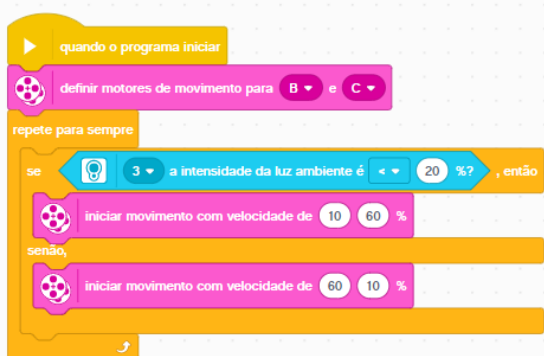 quando o programa iniciar
definir motores de movimento para B e C
repete para sempre
se 3 a intensidade da luz ambiente é < 20 %? , então
iniciar movimento com velocidade de 10 60 %
senão,
iniciar movimento com velocidade de 60 10 %